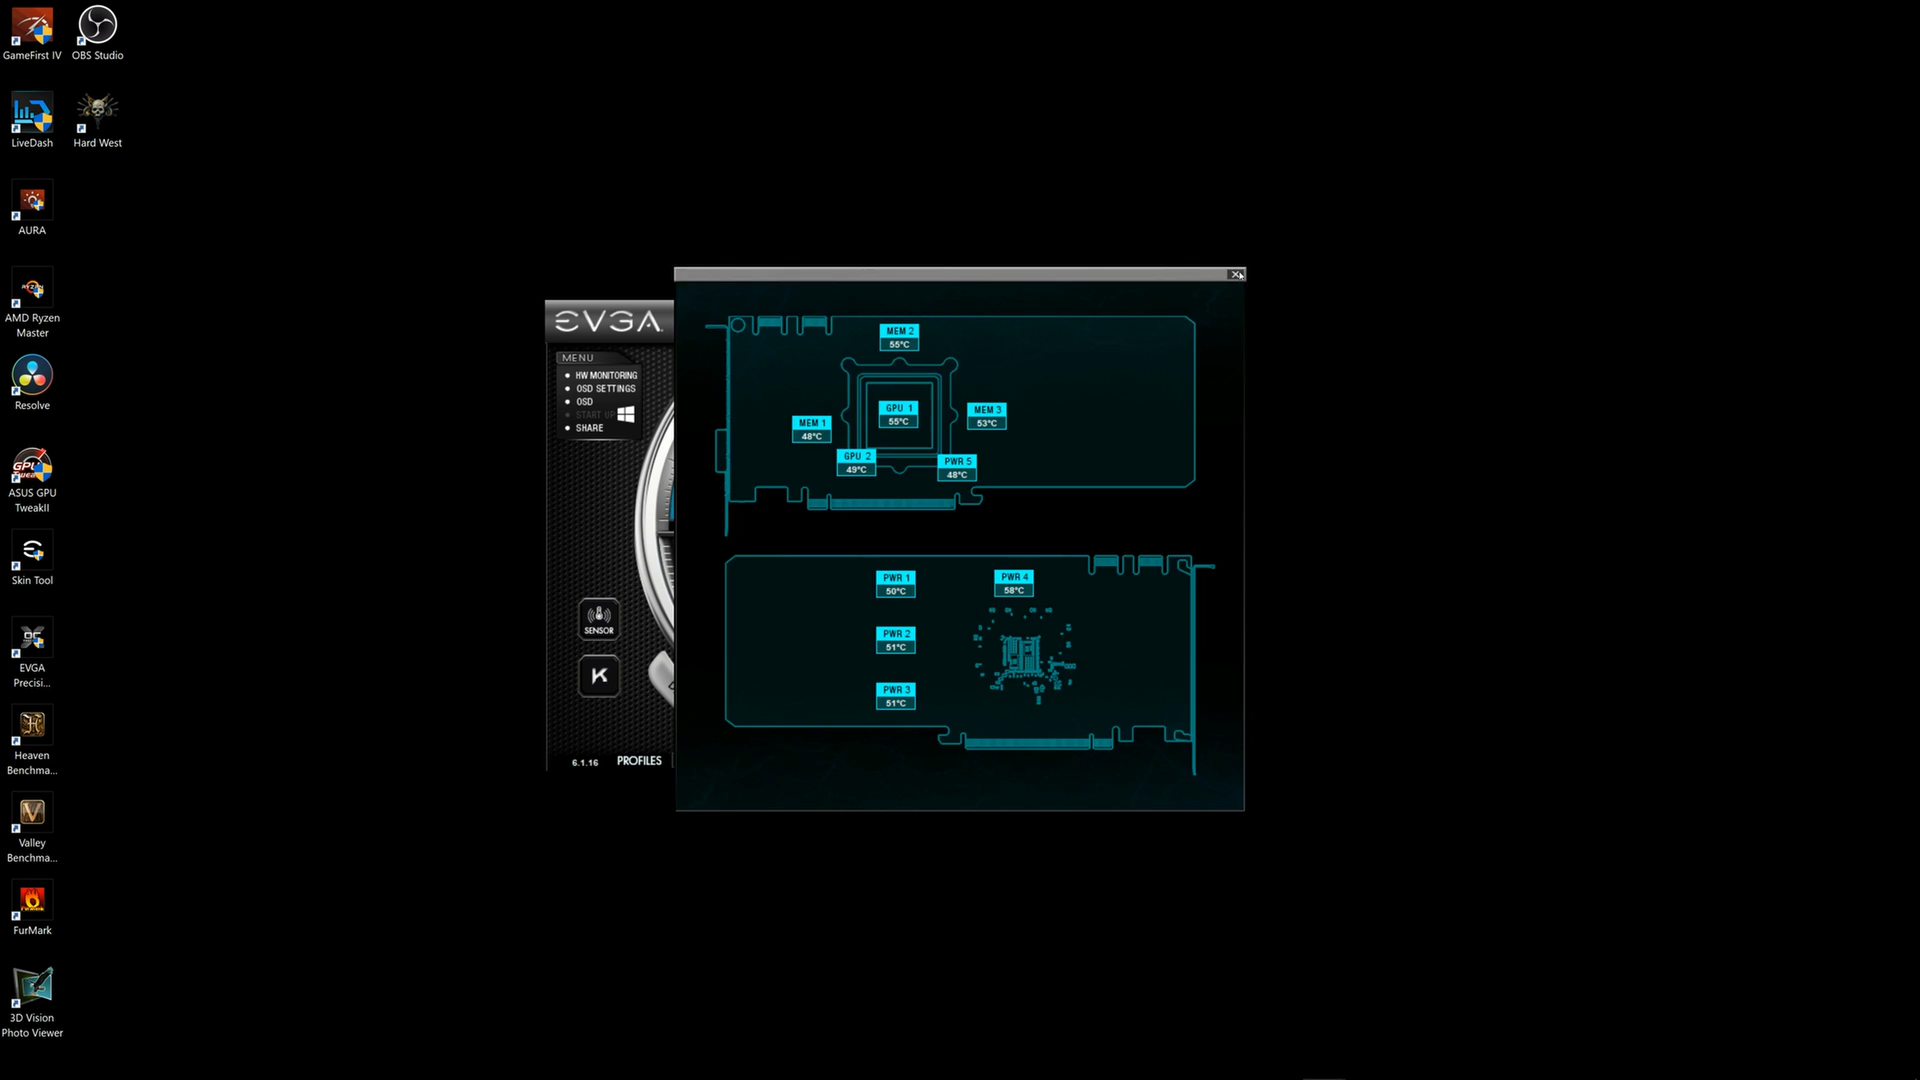 GameFirst IV
OBS Studio
LiveDash
Hard West
AURA
AMD Ryzen
Master
Resolve
ASUS GPU
TweakII
Skin Tool
EVGA
Precisi...
Heaven
Benchma...
Valley
Benchma...
FurMark
3D Vision
Photo Viewer
EVGA
MENU
HW MONITORING
OSD SETTINGS
OSD
START UP
SHARE
SENSOR
K
6.1.16
PROFILES
MEM 2
55°C
GPU 1
55°C
MEM 3
53°C
MEM 1
48°C
GPU 2
49°C
PWR 5
48°C
PWR 1
50°C
PWR 4
58°C
PWR 2
51°C
PWR 3
51°C